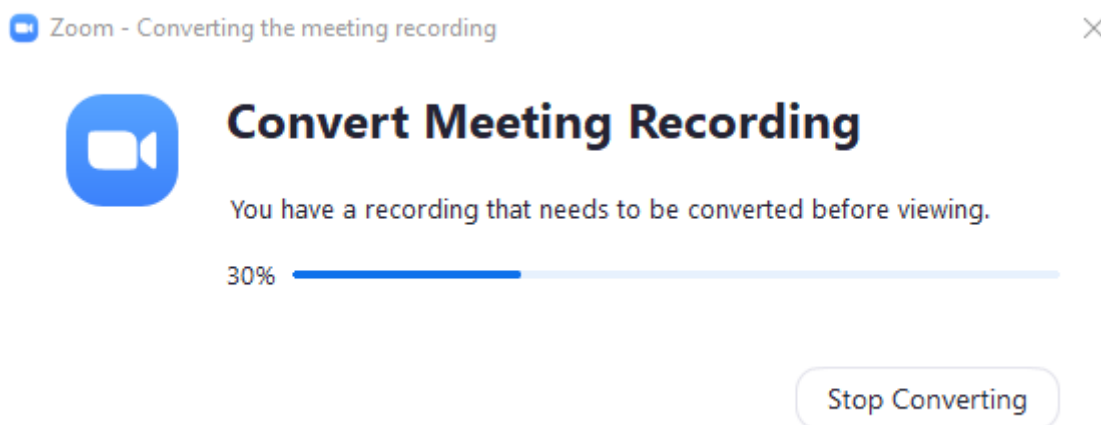 Zoom - Converting the meeting recording
Convert Meeting Recording
You have a recording that needs to be converted before viewing.
30%
Stop Converting